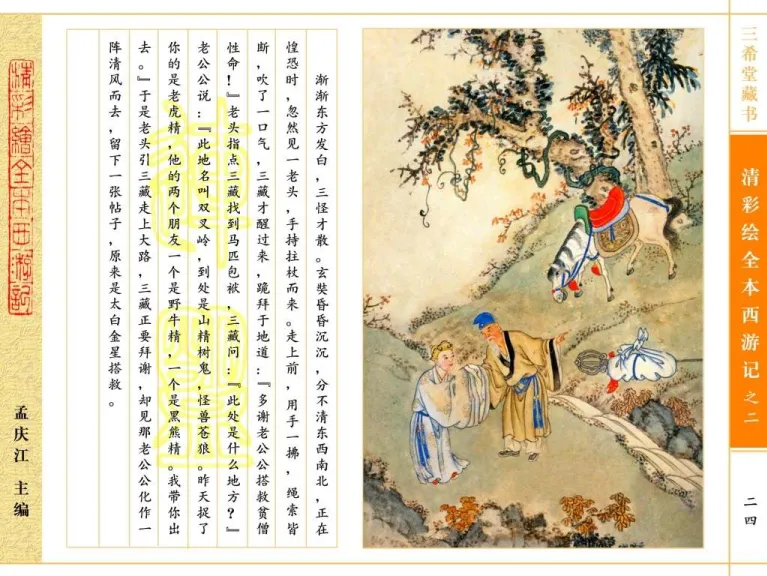 三希堂藏书
清彩绘全本西游记之二
二四
渐渐东方发白，三怪才散。玄奘昏昏沉沉，分不清东西南北，正在
惶恐时，忽然见一老头，手持拄杖而来。走上前，用手一拂，绳索皆
断，吹了一口气，三藏才醒过来，跪拜于地道：『多谢老公公搭救贫僧
性命！』老头指点三藏找到马匹包袱，三藏问：『此处是什么地方？』
老公公说：『此地名叫双叉岭，到处是山精树鬼，怪兽苍狼。昨天捉了
你的是老虎精，他的两个朋友一个是野牛精，一个是黑熊精。我带你出
去。』于是老头引三藏走上大路，三藏正要拜谢，却见那老公公化作一
阵清风而去，留下一张帖子，原来是太白金星搭救。
清彩繪全本西游記
孟庆江 主编